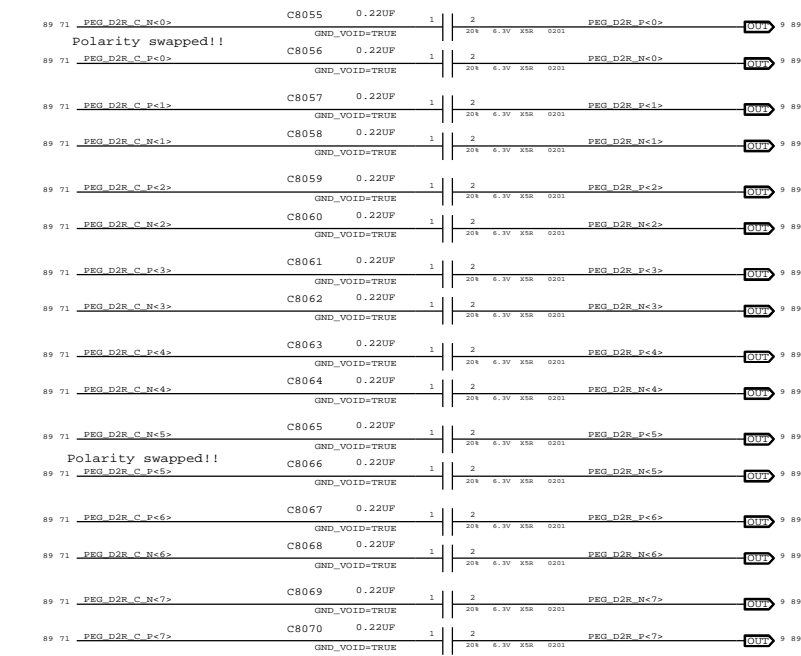 C8055 0.22UF
89 71 PEG_D2R_C_N<0> 1 2 PEG_D2R_P<0> OUT 9 89
GND_VOID=TRUE 20% 6.3V X5R 0201
Polarity swapped!!
C8056 0.22UF
89 71 PEG_D2R_C_P<0> 1 2 PEG_D2R_N<0> OUT 9 89
GND_VOID=TRUE 20% 6.3V X5R 0201
C8057 0.22UF
89 71 PEG_D2R_C_P<1> 1 2 PEG_D2R_P<1> OUT 9 89
GND_VOID=TRUE 20% 6.3V X5R 0201
C8058 0.22UF
89 71 PEG_D2R_C_N<1> 1 2 PEG_D2R_N<1> OUT 9 89
GND_VOID=TRUE 20% 6.3V X5R 0201
C8059 0.22UF
89 71 PEG_D2R_C_P<2> 1 2 PEG_D2R_P<2> OUT 9 89
GND_VOID=TRUE 20% 6.3V X5R 0201
C8060 0.22UF
89 71 PEG_D2R_C_N<2> 1 2 PEG_D2R_N<2> OUT 9 89
GND_VOID=TRUE 20% 6.3V X5R 0201
C8061 0.22UF
89 71 PEG_D2R_C_P<3> 1 2 PEG_D2R_P<3> OUT 9 89
GND_VOID=TRUE 20% 6.3V X5R 0201
C8062 0.22UF
89 71 PEG_D2R_C_N<3> 1 2 PEG_D2R_N<3> OUT 9 89
GND_VOID=TRUE 20% 6.3V X5R 0201
C8063 0.22UF
89 71 PEG_D2R_C_P<4> 1 2 PEG_D2R_P<4> OUT 9 89
GND_VOID=TRUE 20% 6.3V X5R 0201
C8064 0.22UF
89 71 PEG_D2R_C_N<4> 1 2 PEG_D2R_N<4> OUT 9 89
GND_VOID=TRUE 20% 6.3V X5R 0201
C8065 0.22UF
89 71 PEG_D2R_C_N<5> 1 2 PEG_D2R_P<5> OUT 9 89
GND_VOID=TRUE 20% 6.3V X5R 0201
Polarity swapped!!
C8066 0.22UF
89 71 PEG_D2R_C_P<5> 1 2 PEG_D2R_N<5> OUT 9 89
GND_VOID=TRUE 20% 6.3V X5R 0201
C8067 0.22UF
89 71 PEG_D2R_C_P<6> 1 2 PEG_D2R_P<6> OUT 9 89
GND_VOID=TRUE 20% 6.3V X5R 0201
C8068 0.22UF
89 71 PEG_D2R_C_N<6> 1 2 PEG_D2R_N<6> OUT 9 89
GND_VOID=TRUE 20% 6.3V X5R 0201
C8069 0.22UF
89 71 PEG_D2R_C_N<7> 1 2 PEG_D2R_N<7> OUT 9 89
GND_VOID=TRUE 20% 6.3V X5R 0201
C8070 0.22UF
89 71 PEG_D2R_C_P<7> 1 2 PEG_D2R_P<7> OUT 9 89
GND_VOID=TRUE 20% 6.3V X5R 0201